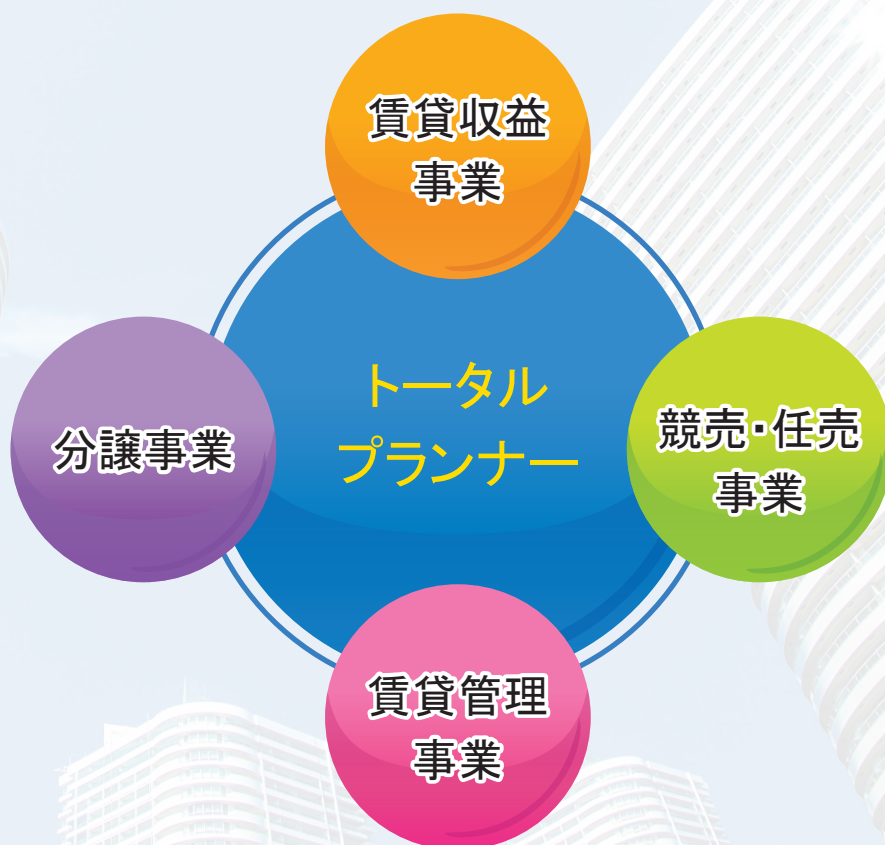 賃貸収益
事業
トータル
プランナー
分譲事業
競売・任売
事業
賃貸管理
事業